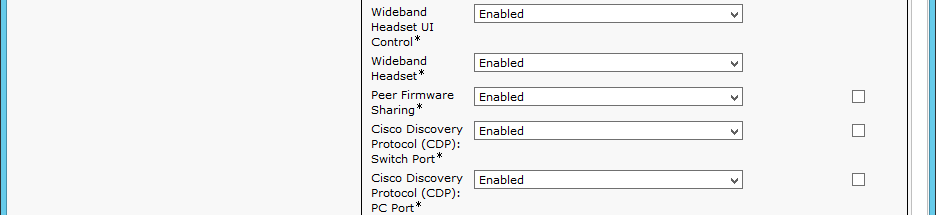 Wideband Enabled
Headset UI
Control*
Wideband Enabled
Headset*
Peer Firmware Enabled
Sharing*
Cisco Discovery Enabled
Protocol (CDP):
Switch Port*
Cisco Discovery Enabled
Protocol (CDP):
PC Port*